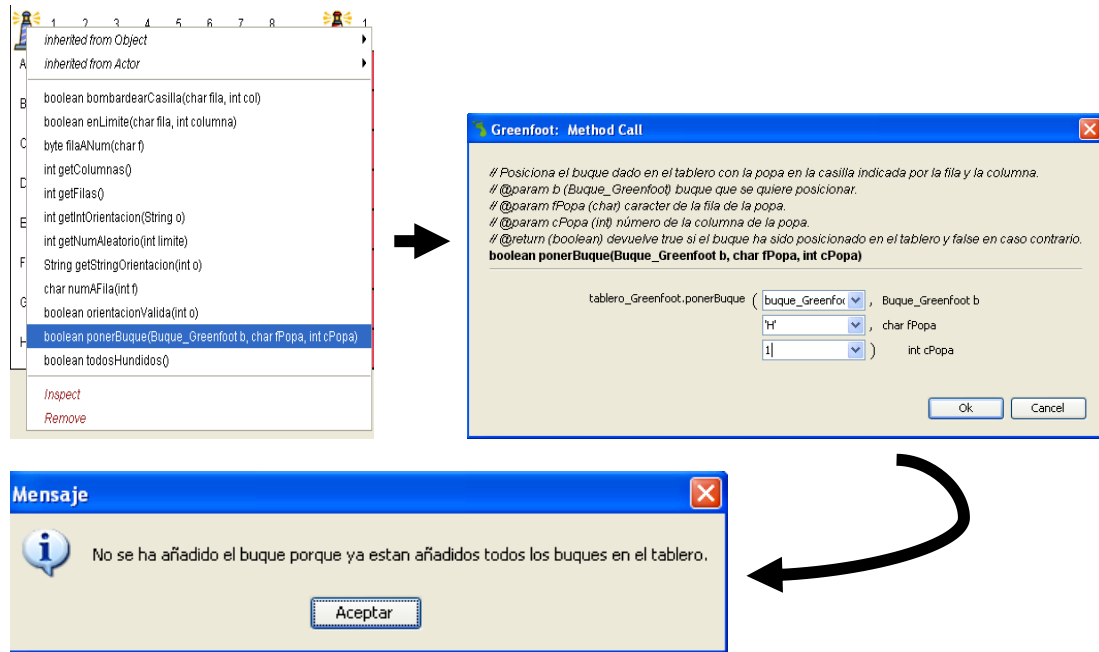 1 2 3 4 5 6 7 8 1
inherited from Object
A inherited from Actor
B boolean bombardearCasilla(char fila, int col)
boolean enLimite(char fila, int columna)
C byte filaANum(char f)
int getColumnas()
D int getFilas()
E int getIntOrientacion(String o)
int getNumAleatorio(int limite)
F String getStringOrientacion(int o)
char numAFila(int f)
G boolean orientacionValida(int o)
H boolean ponerBuque(Buque_Greenfoot b, char fPopa, int cPopa)
boolean todosHundidos()
Inspect
Remove
Greenfoot: Method Call
// Posiciona el buque dado en el tablero con la popa en la casilla indicada por la fila y la columna.
// @param b (Buque_Greenfoot) buque que se quiere posicionar.
// @param fPopa (char) caracter de la fila de la popa.
// @param cPopa (int) número de la columna de la popa.
// @return (boolean) devuelve true si el buque ha sido posicionado en el tablero y false en caso contrario.
boolean ponerBuque(Buque_Greenfoot b, char fPopa, int cPopa)
tablero_Greenfoot.ponerBuque ( buque_Greenfoo , Buque_Greenfoot b
'H' , char fPopa
1 ) int cPopa
Ok Cancel
Mensaje
No se ha añadido el buque porque ya estan añadidos todos los buques en el tablero.
Aceptar